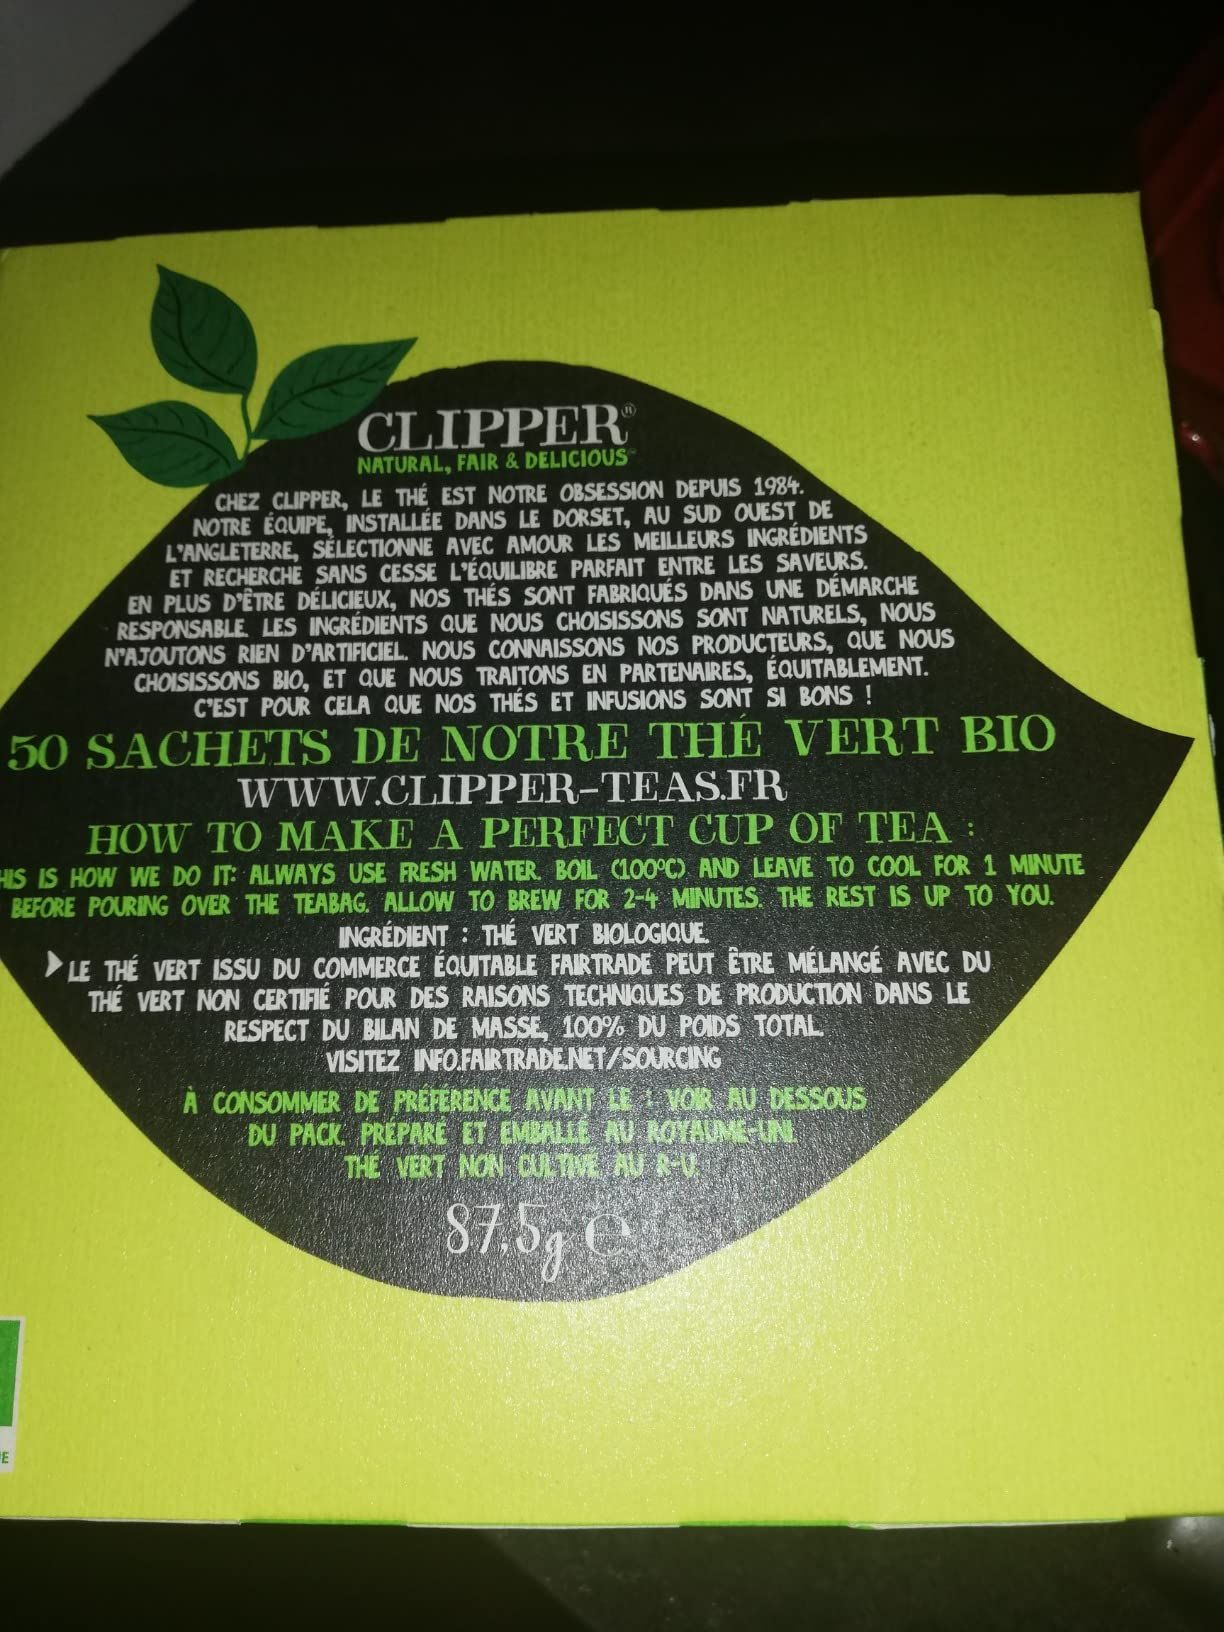 CLIPPER®
NATURAL, FAIR & DELICIOUS
CHEZ CLIPPER, LE THÉ EST NOTRE OBSESSION DEPUIS 1984.
NOTRE ÉQUIPE, INSTALLÉE DANS LE DORSET, AU SUD OUEST DE
L'ANGLETERRE, SÉLECTIONNE AVEC AMOUR LES MEILLEURS INGRÉDIENTS
ET RECHERCHE SANS CESSE L'ÉQUILIBRE PARFAIT ENTRE LES SAVEURS.
EN PLUS D'ÊTRE DÉLICIEUX, NOS THÉS SONT FABRIQUÉS DANS UNE DÉMARCHE
RESPONSABLE. LES INGRÉDIENTS QUE NOUS CHOISISSONS SONT NATURELS, NOUS
N'AJOUTONS RIEN D'ARTIFICIEL. NOUS CONNAISSONS NOS PRODUCTEURS, QUE NOUS
CHOISISSONS BIO, ET QUE NOUS TRAITONS EN PARTENAIRES, ÉQUITABLEMENT.
C'EST POUR CELA QUE NOS THÉS ET INFUSIONS SONT SI BONS !
50 SACHETS DE NOTRE THÉ VERT BIO
WWW.CLIPPER-TEAS.FR
HOW TO MAKE A PERFECT CUP OF TEA :
HIS IS HOW WE DO IT: ALWAYS USE FRESH WATER. BOIL (100°C) AND LEAVE TO COOL FOR 1 MINUTE
BEFORE POURING OVER THE TEABAG. ALLOW TO BREW FOR 2-4 MINUTES. THE REST IS UP TO YOU.
INGRÉDIENT : THÉ VERT BIOLOGIQUE.
LE THÉ VERT ISSU DU COMMERCE ÉQUITABLE FAIRTRADE PEUT ÊTRE MÉLANGÉ AVEC DU
THÉ VERT NON CERTIFIÉ POUR DES RAISONS TECHNIQUES DE PRODUCTION DANS LE
RESPECT DU BILAN DE MASSE, 100% DU POIDS TOTAL.
VISITEZ INFO.FAIRTRADE.NET/SOURCING
À CONSOMMER DE PRÉFÉRENCE AVANT LE : VOIR AU DESSOUS
DU PACK. PRÉPARÉ ET EMBALLÉ AU ROYAUME-UNI.
THÉ VERT NON CULTIVÉ AU R-U.
87,5g e